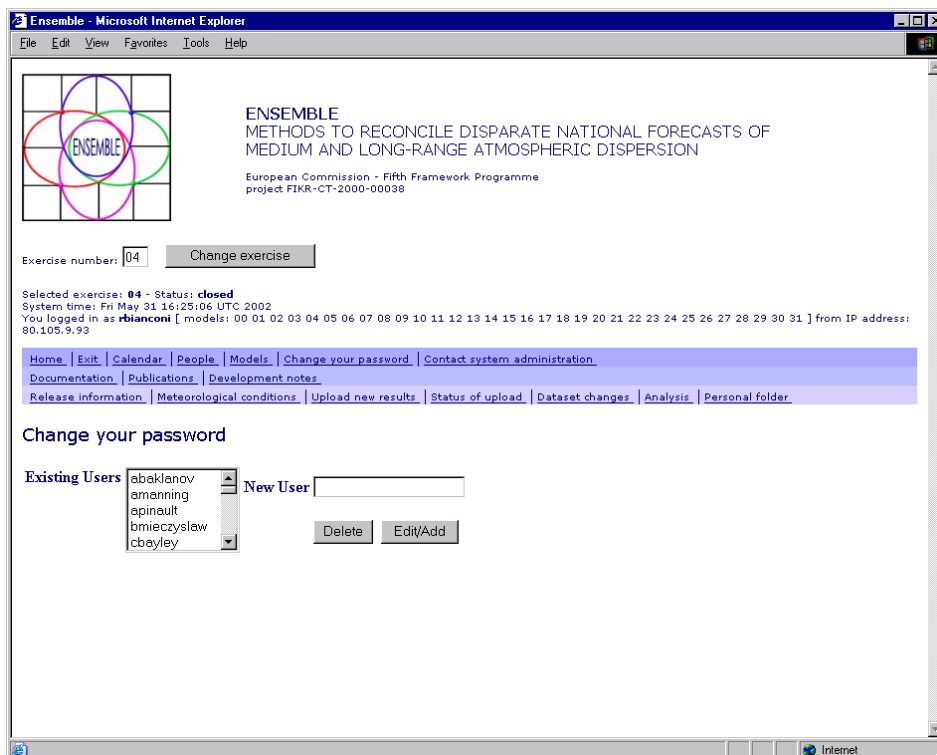 Ensemble - Microsoft Internet Explorer
File Edit View Favorites Tools Help
ENSEMBLE
ENSEMBLE
METHODS TO RECONCILE DISPARATE NATIONAL FORECASTS OF
MEDIUM AND LONG-RANGE ATMOSPHERIC DISPERSION
European Commission - Fifth Framework Programme
project FIKR-CT-2000-00038
Exercise number: 04 Change exercise
Selected exercise: 04 - Status: closed
System time: Fri May 31 16:25:06 UTC 2002
You logged in as rbianconi [ models: 00 01 02 03 04 05 06 07 08 09 10 11 12 13 14 15 16 17 18 19 20 21 22 23 24 25 26 27 28 29 30 31 ] from IP address:
80.105.9.93
Home | Exit | Calendar | People | Models | Change your password | Contact system administration
Documentation | Publications | Development notes
Release information | Meteorological conditions | Upload new results | Status of upload | Dataset changes | Analysis | Personal folder
Change your password
Existing Users abaklanov New User
amanning
apinault
bmieczyslaw Delete Edit/Add
cbayley
Internet